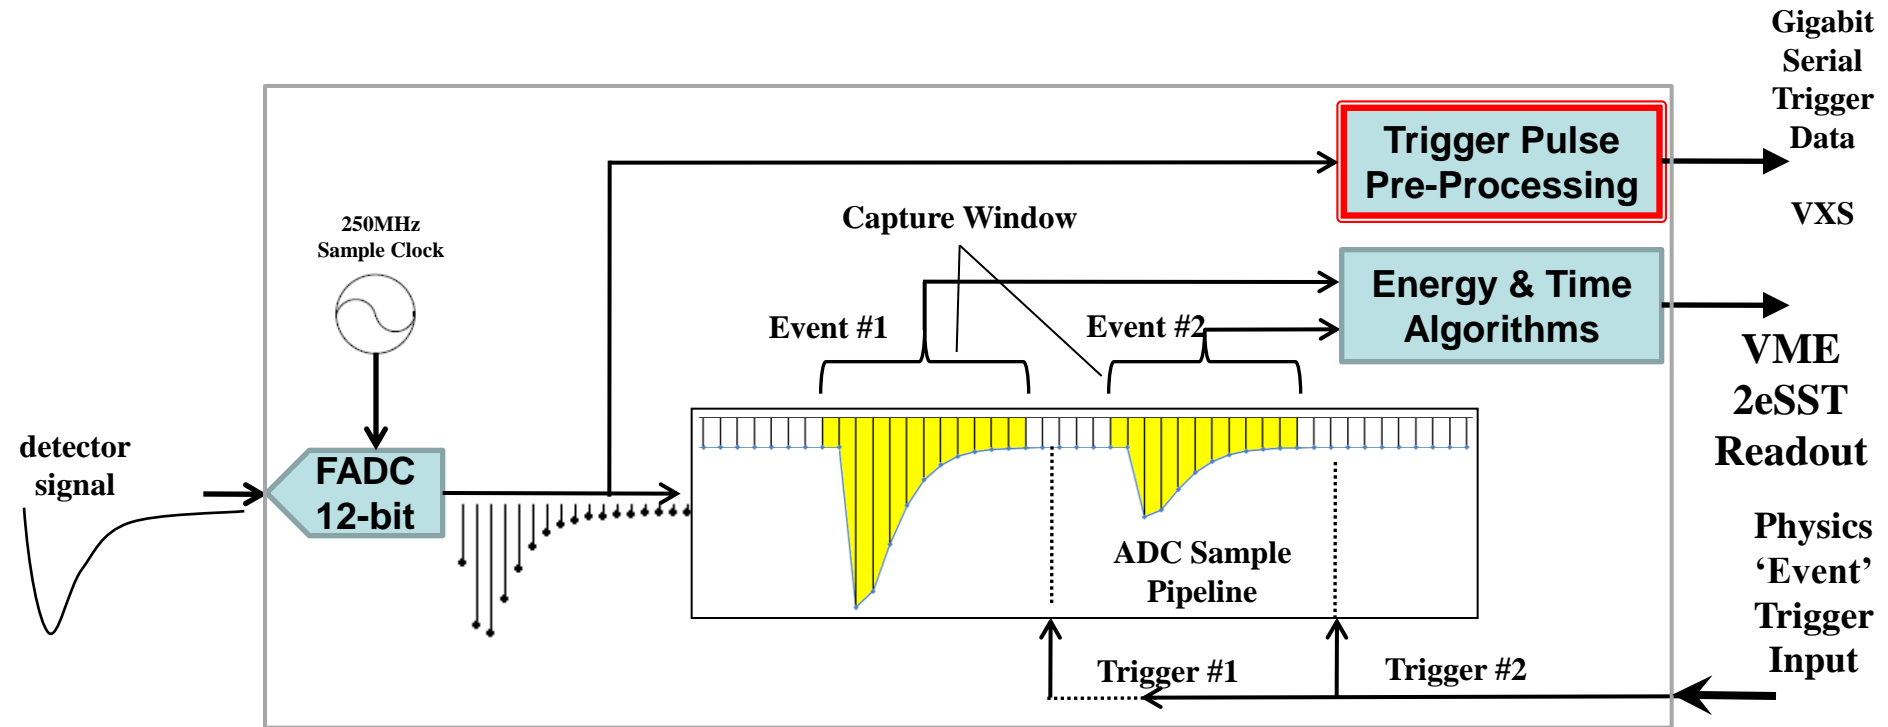 Gigabit
Serial
Trigger
Data
Trigger Pulse
Pre-Processing
VXS
Capture Window
250MHz
Sample Clock
Energy & Time
Algorithms
Event #1
Event #2
VME
2eSST
Readout
detector
signal
FADC
12-bit
ADC Sample
Pipeline
Physics
‘Event’
Trigger
Input
Trigger #1
Trigger #2